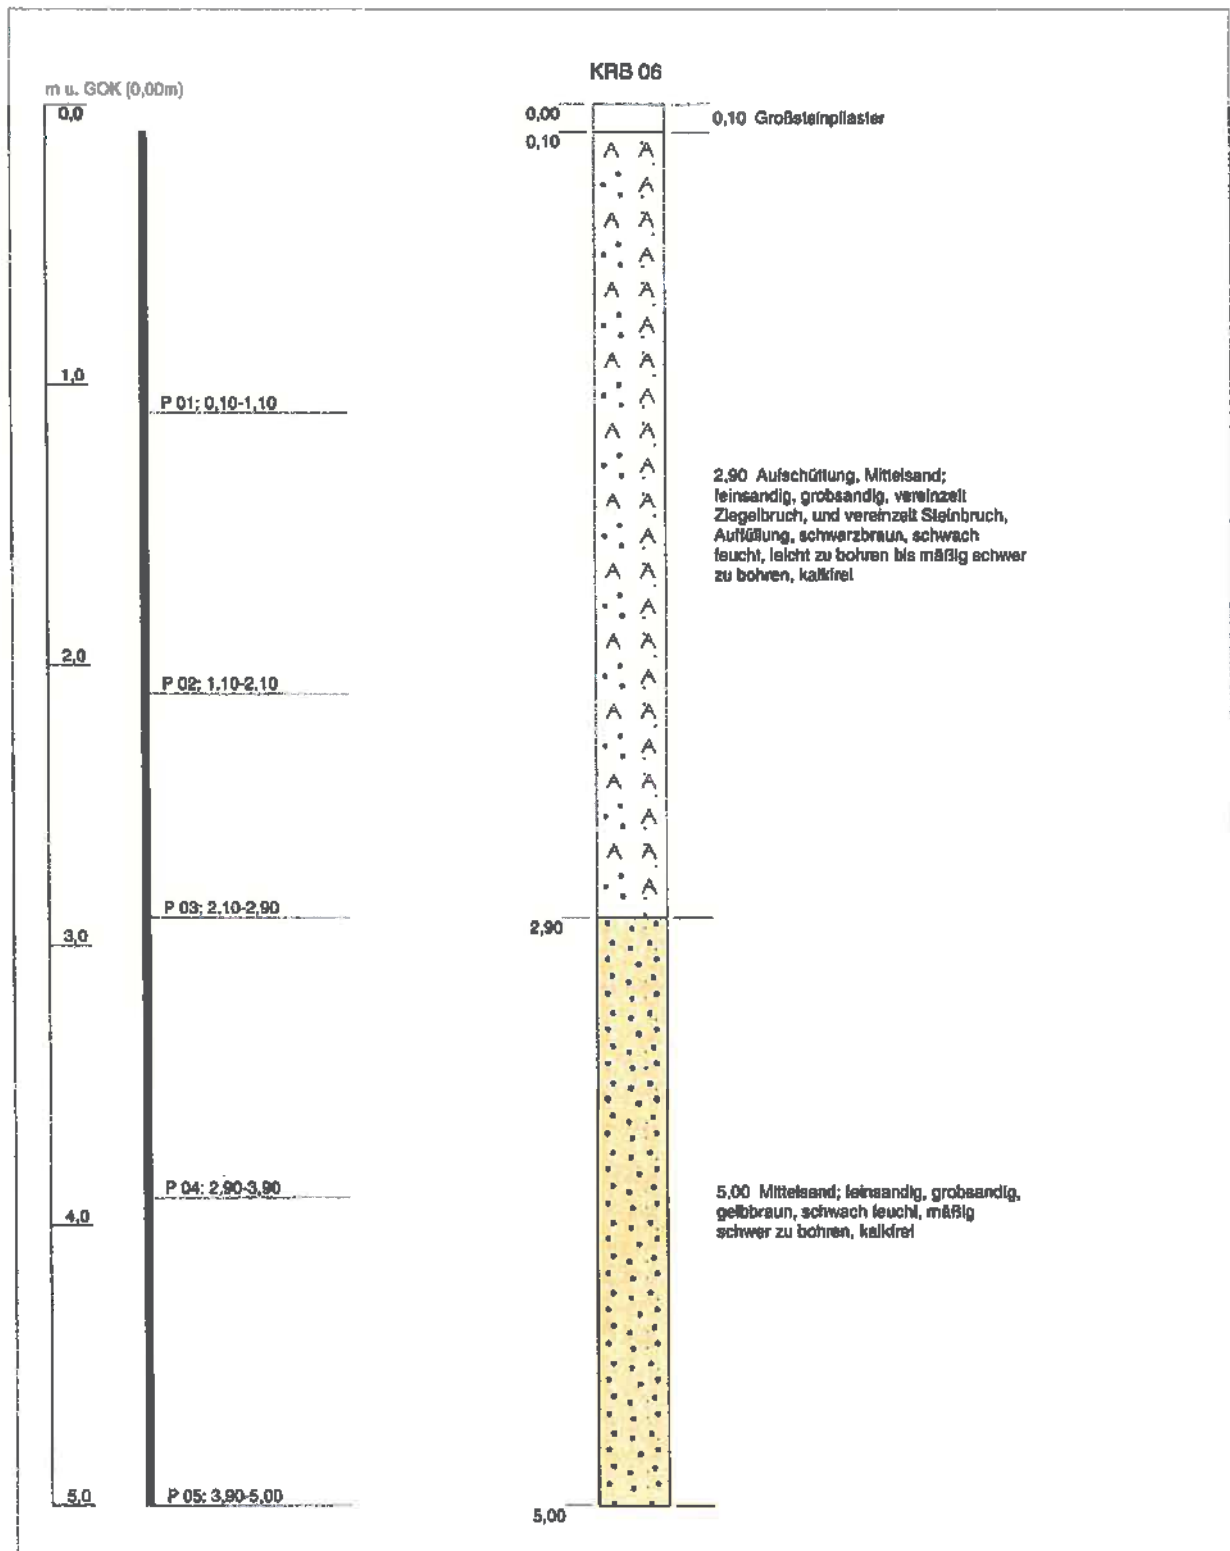 KRB 06
m u. GOK (0,00m)
0,0
0,00
0,10 Großsteinpflaster
0,10
1,0
P 01; 0,10-1,10
2,90 Aufschüttung, Mittelsand;
feinsandig, grobsandig, vereinzelt
Ziegelbruch, und vereinzelt Steinbruch,
Auffüllung, schwarzbraun, schwach
feucht, leicht zu bohren bis mäßig schwer
zu bohren, kalkfrei
2,0
P 02; 1,10-2,10
P 03; 2,10-2,90
2,90
3,0
P 04; 2,90-3,90
5,00 Mittelsand; feinsandig, grobsandig,
gelbbraun, schwach feucht, mäßig
schwer zu bohren, kalkfrei
4,0
5,0
P 05; 3,90-5,00
5,00